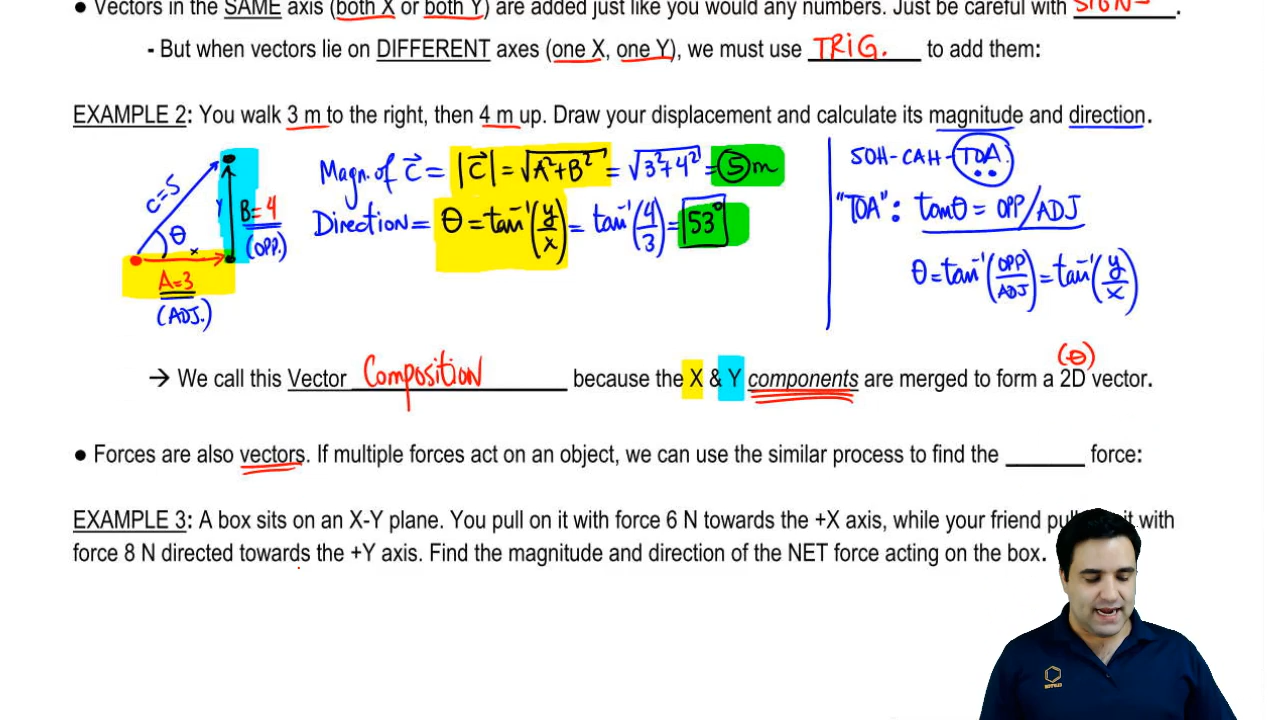 ● Vectors in the SAME axis (both X or both Y) are added just like you would any numbers. Just be careful with SIGNS.
- But when vectors lie on DIFFERENT axes (one X, one Y), we must use TRIG. to add them:
EXAMPLE 2: You walk 3 m to the right, then 4 m up. Draw your displacement and calculate its magnitude and direction.
C=5
θ
x
Y
B=4
(OPP.)
A=3
(ADJ.)
Magn. of C⃗ = |C⃗| = √A²+B² = √3²+4² = 5 m
Direction = θ = tan⁻¹(y/x) = tan⁻¹(4/3) = 53°
SOH-CAH-TOA
"TOA": tanθ = OPP/ADJ
θ = tan⁻¹(OPP/ADJ) = tan⁻¹(y/x)
(θ)
→ We call this Vector Composition because the X & Y components are merged to form a 2D vector.
● Forces are also vectors. If multiple forces act on an object, we can use the similar process to find the _______ force:
EXAMPLE 3: A box sits on an X-Y plane. You pull on it with force 6 N towards the +X axis, while your friend it with
force 8 N directed towards the +Y axis. Find the magnitude and direction of the NET force acting on the box.